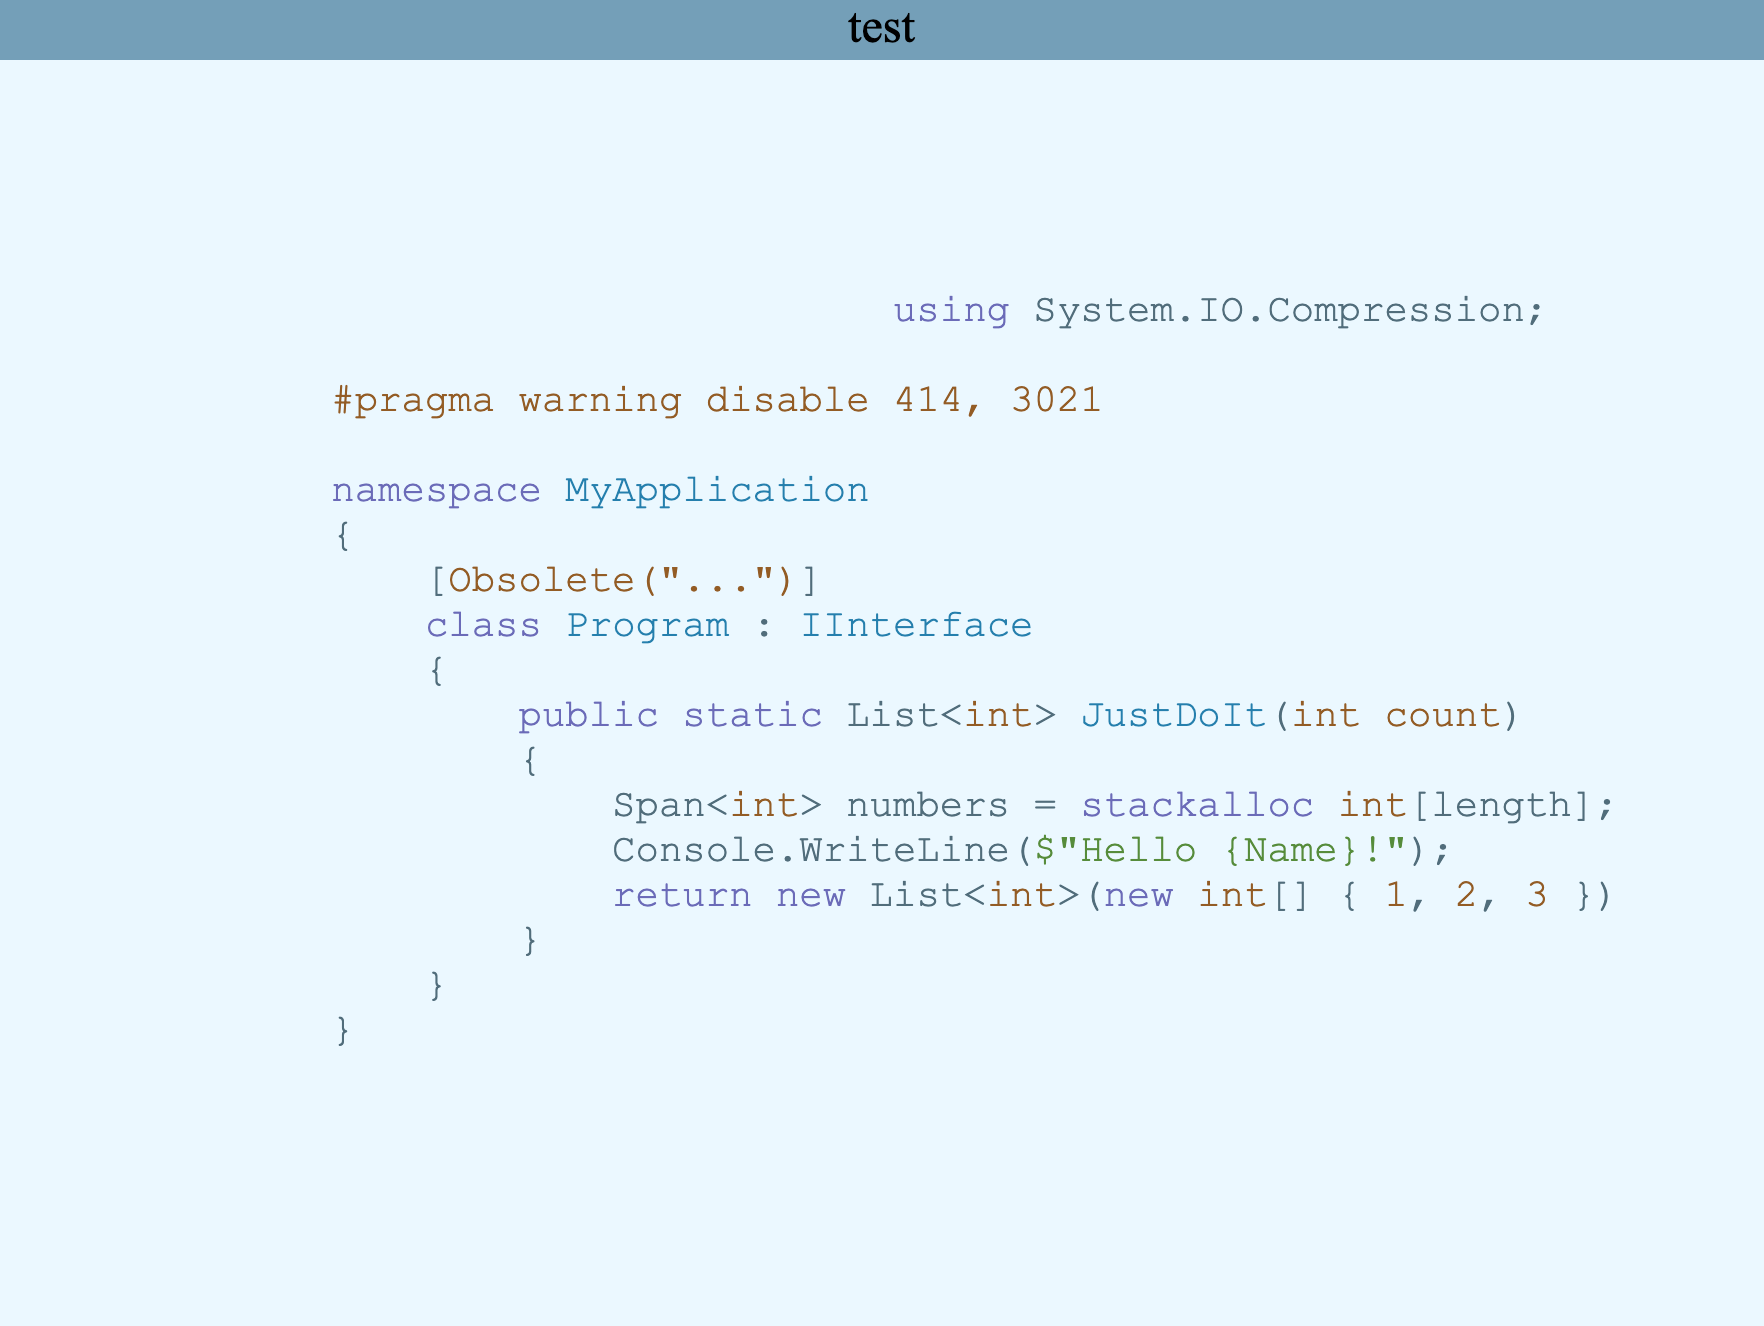 test
using System.IO.Compression;
#pragma warning disable 414, 3021
namespace MyApplication
{
    [Obsolete("...")]
    class Program : IInterface
    {
        public static List<int> JustDoIt(int count)
        {
            Span<int> numbers = stackalloc int[length];
            Console.WriteLine($"Hello {Name}!");
            return new List<int>(new int[] { 1, 2, 3 })
        }
    }
}